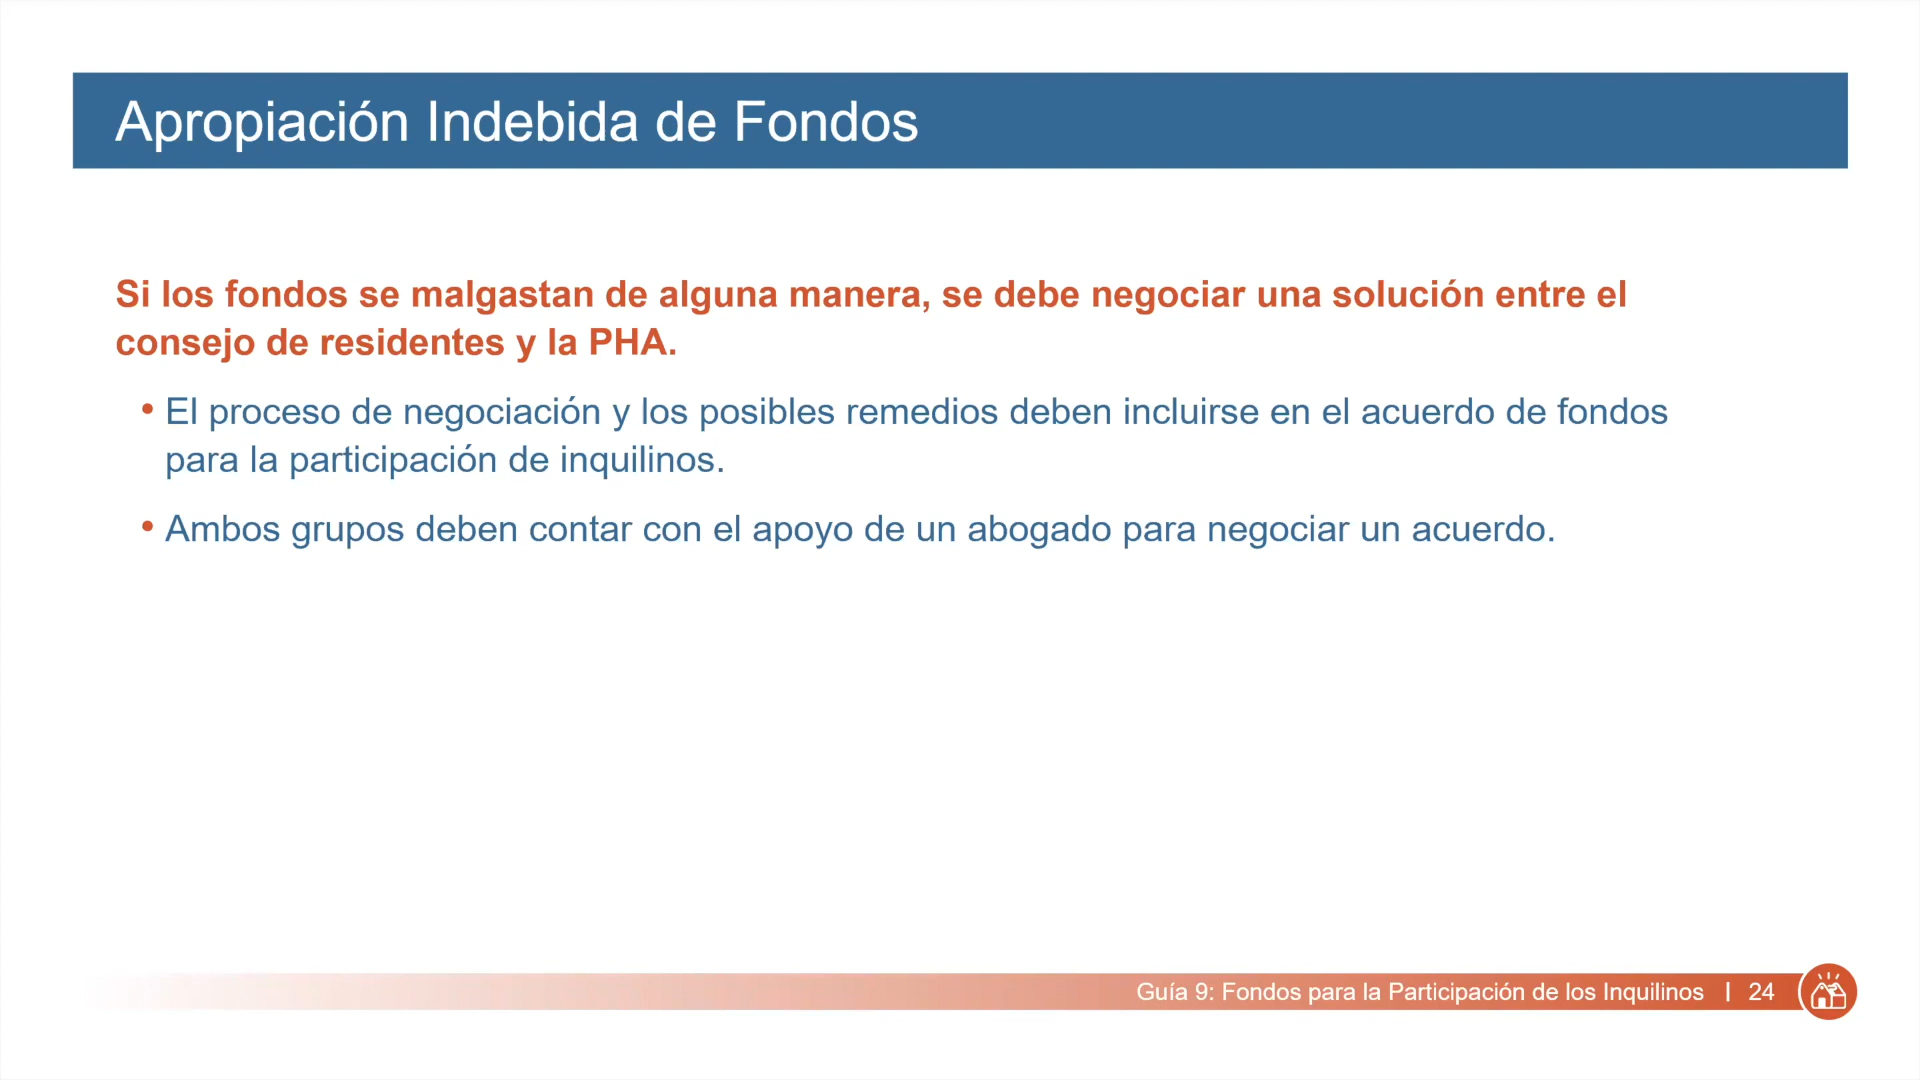 Apropiación Indebida de Fondos
Si los fondos se malgastan de alguna manera, se debe negociar una solución entre el
consejo de residentes y la PHA.
• El proceso de negociación y los posibles remedios deben incluirse en el acuerdo de fondos
para la participación de inquilinos.
• Ambos grupos deben contar con el apoyo de un abogado para negociar un acuerdo.
Guía 9: Fondos para la Participación de los Inquilinos | 24